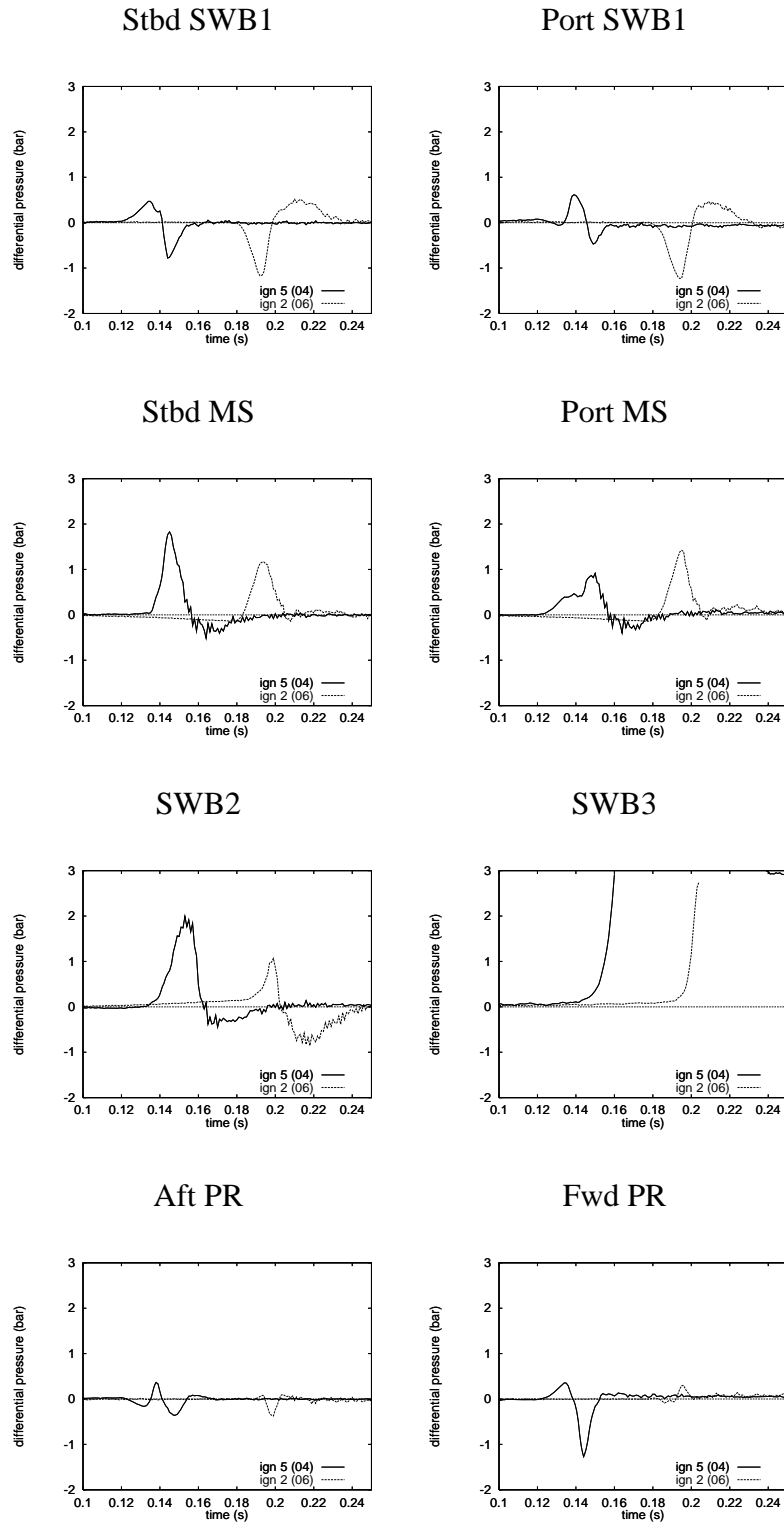 Stbd SWB1
differential pressure (bar)
3
2
1
0
-1
-2
0.1 0.12 0.14 0.16 0.18 0.2 0.22 0.24
time (s)
ign 5 (04)
ign 2 (06)
Port SWB1
differential pressure (bar)
3
2
1
0
-1
-2
0.1 0.12 0.14 0.16 0.18 0.2 0.22 0.24
time (s)
ign 5 (04)
ign 2 (06)
Stbd MS
differential pressure (bar)
3
2
1
0
-1
-2
0.1 0.12 0.14 0.16 0.18 0.2 0.22 0.24
time (s)
ign 5 (04)
ign 2 (06)
Port MS
differential pressure (bar)
3
2
1
0
-1
-2
0.1 0.12 0.14 0.16 0.18 0.2 0.22 0.24
time (s)
ign 5 (04)
ign 2 (06)
SWB2
differential pressure (bar)
3
2
1
0
-1
-2
0.1 0.12 0.14 0.16 0.18 0.2 0.22 0.24
time (s)
ign 5 (04)
ign 2 (06)
SWB3
differential pressure (bar)
3
2
1
0
-1
-2
0.1 0.12 0.14 0.16 0.18 0.2 0.22 0.24
time (s)
ign 5 (04)
ign 2 (06)
Aft PR
differential pressure (bar)
3
2
1
0
-1
-2
0.1 0.12 0.14 0.16 0.18 0.2 0.22 0.24
time (s)
ign 5 (04)
ign 2 (06)
Fwd PR
differential pressure (bar)
3
2
1
0
-1
-2
0.1 0.12 0.14 0.16 0.18 0.2 0.22 0.24
time (s)
ign 5 (04)
ign 2 (06)